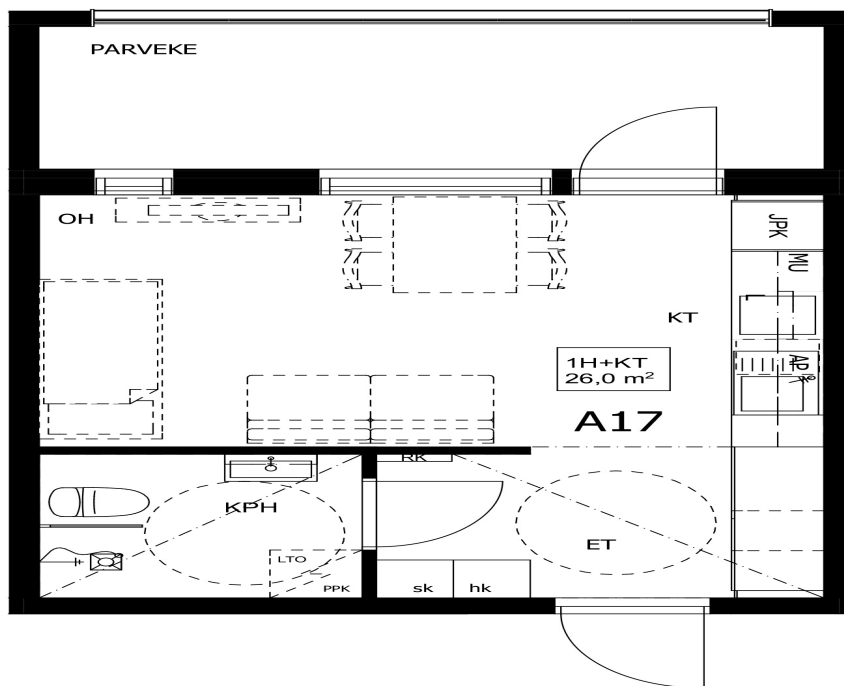 PARVEKE
OH
JPK
MU
L
KT
1H+KT
26,0 m²
AP
A17
RK
KPH
ET
LTO
PPK
sk
hk